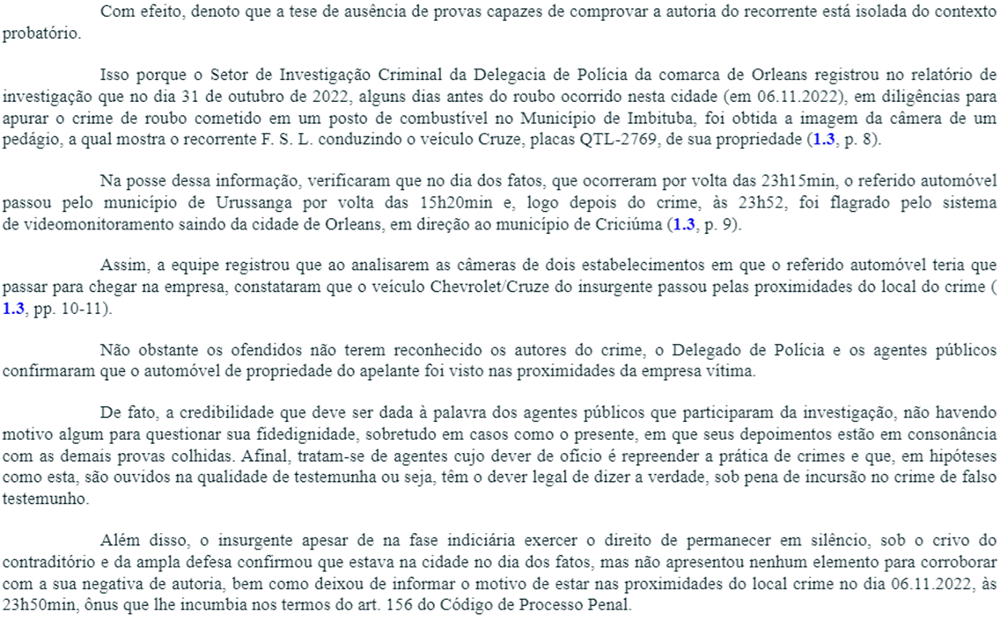 Com efeito, denoto que a tese de ausência de provas capazes de comprovar a autoria do recorrente está isolada do contexto
probatório.
Isso porque o Setor de Investigação Criminal da Delegacia de Polícia da comarca de Orleans registrou no relatório de
investigação que no dia 31 de outubro de 2022, alguns dias antes do roubo ocorrido nesta cidade (em 06.11.2022), em diligências para
apurar o crime de roubo cometido em um posto de combustível no Município de Imbituba, foi obtida a imagem da câmera de um
pedágio, a qual mostra o recorrente F. S. L. conduzindo o veículo Cruze, placas QTL-2769, de sua propriedade (1.3, p. 8).
Na posse dessa informação, verificaram que no dia dos fatos, que ocorreram por volta das 23h15min, o referido automóvel
passou pelo município de Urussanga por volta das 15h20min e, logo depois do crime, às 23h52, foi flagrado pelo sistema
de videomonitoramento saindo da cidade de Orleans, em direção ao município de Criciúma (1.3, p. 9).
Assim, a equipe registrou que ao analisarem as câmeras de dois estabelecimentos em que o referido automóvel teria que
passar para chegar na empresa, constataram que o veículo Chevrolet/Cruze do insurgente passou pelas proximidades do local do crime (
1.3, pp. 10-11).
Não obstante os ofendidos não terem reconhecido os autores do crime, o Delegado de Polícia e os agentes públicos
confirmaram que o automóvel de propriedade do apelante foi visto nas proximidades da empresa vítima.
De fato, a credibilidade que deve ser dada à palavra dos agentes públicos que participaram da investigação, não havendo
motivo algum para questionar sua fidedignidade, sobretudo em casos como o presente, em que seus depoimentos estão em consonância
com as demais provas colhidas. Afinal, tratam-se de agentes cujo dever de ofício é repreender a prática de crimes e que, em hipóteses
como esta, são ouvidos na qualidade de testemunha ou seja, têm o dever legal de dizer a verdade, sob pena de incursão no crime de falso
testemunho.
Além disso, o insurgente apesar de na fase indiciária exercer o direito de permanecer em silêncio, sob o crivo do
contraditório e da ampla defesa confirmou que estava na cidade no dia dos fatos, mas não apresentou nenhum elemento para corroborar
com a sua negativa de autoria, bem como deixou de informar o motivo de estar nas proximidades do local crime no dia 06.11.2022, às
23h50min, ônus que lhe incumbia nos termos do art. 156 do Código de Processo Penal.